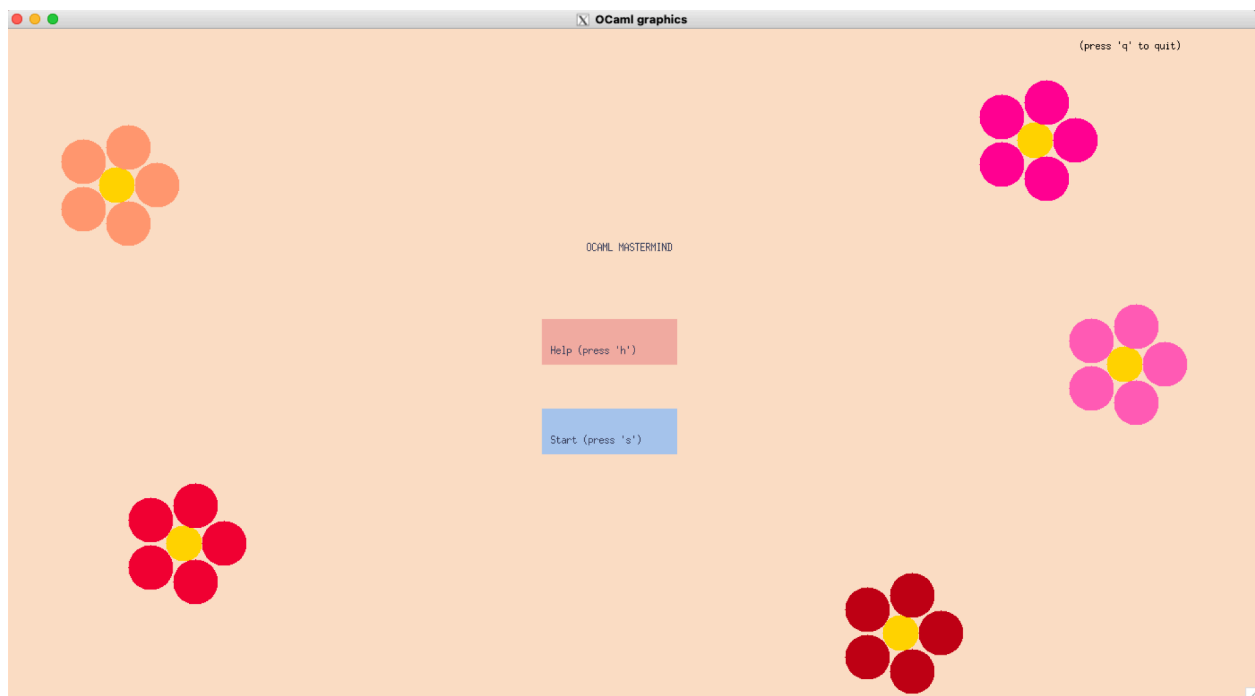 OCaml graphics
(press 'q' to quit)
OCAML MASTERMIND
Help (press 'h')
Start (press 's')